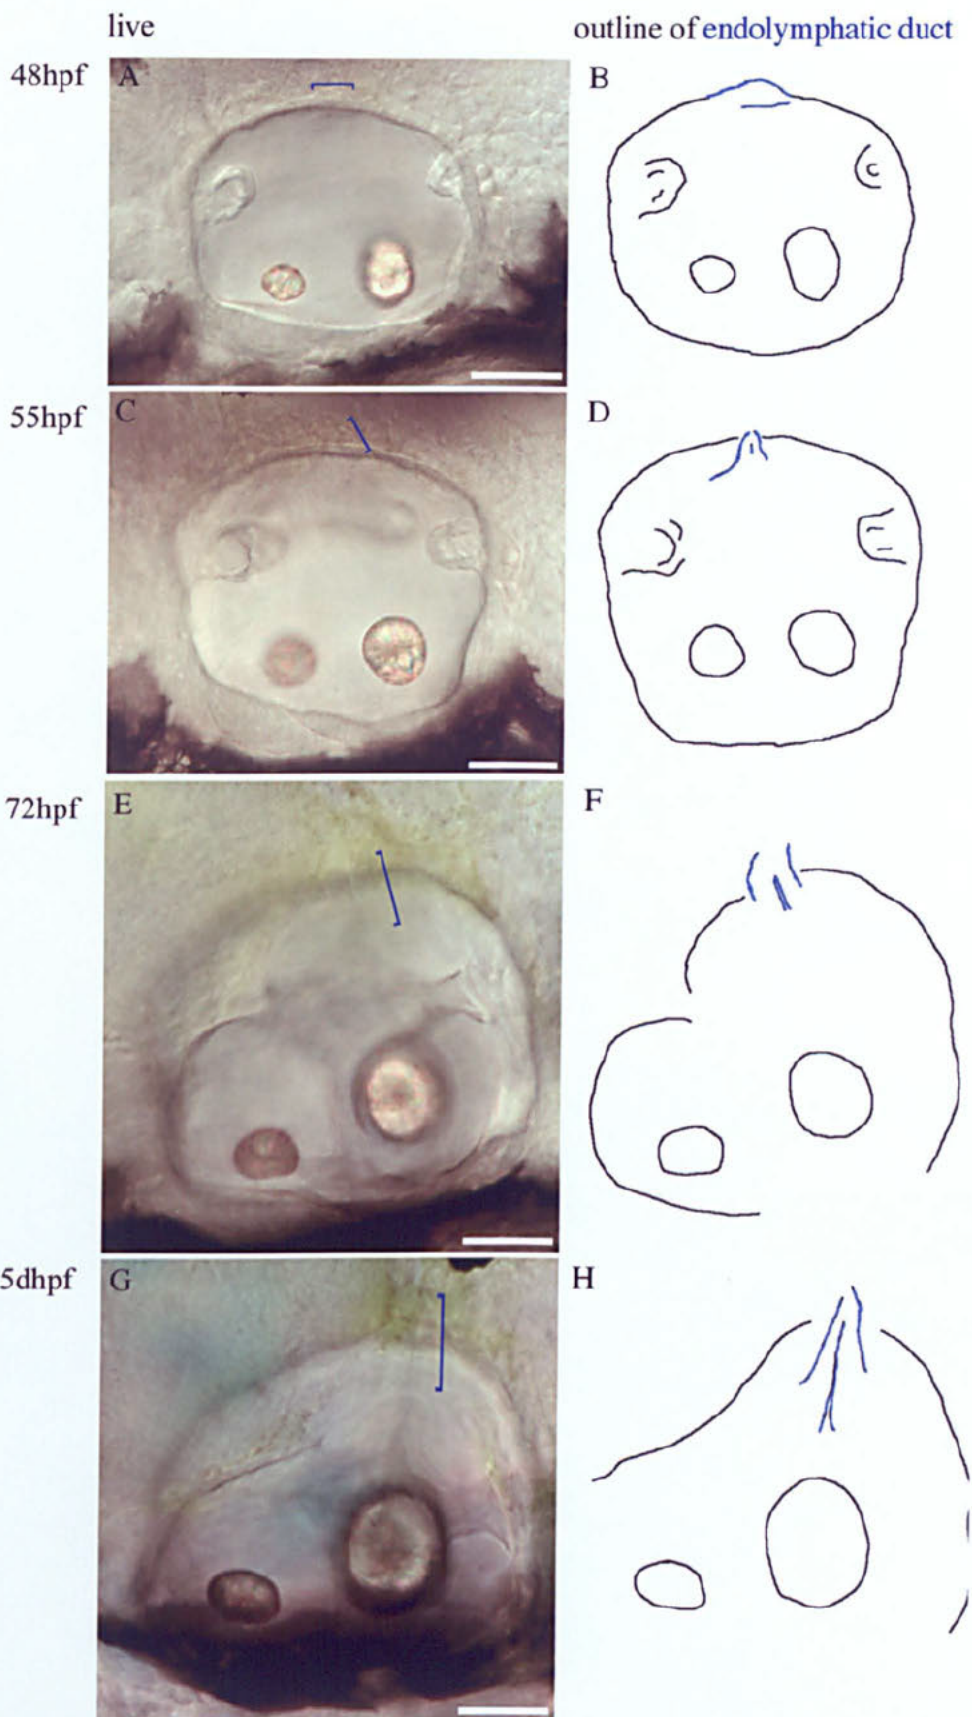 live outline of endolymphatic duct
48hpf A B
55hpf C D
72hpf E F
5dhpf G H